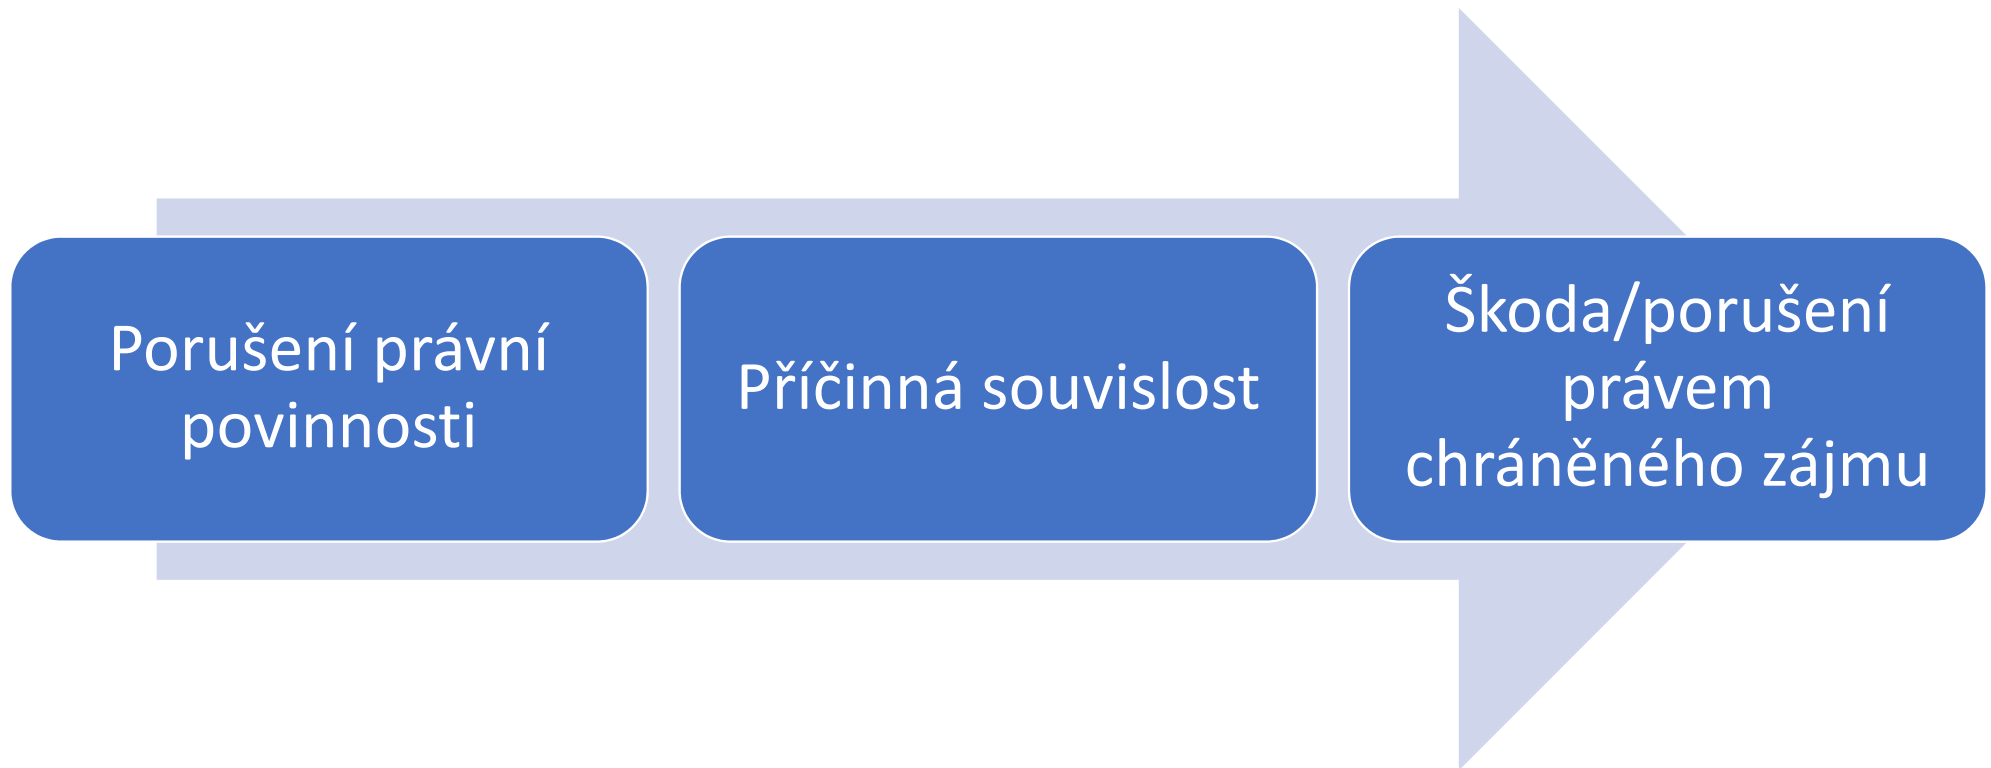 Porušení právní
povinnosti
Příčinná souvislost
Škoda/porušení
právem
chráněného zájmu